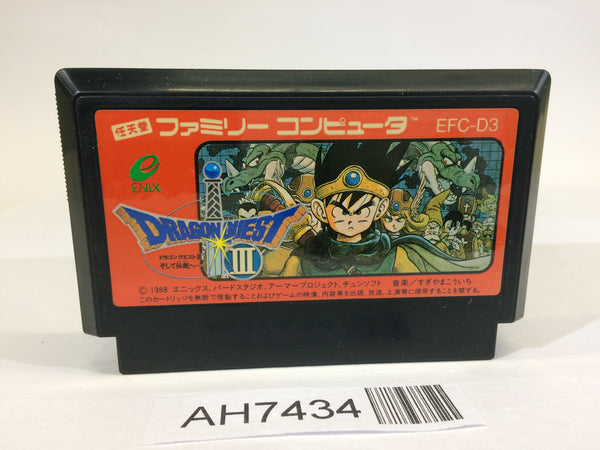 任天堂 ファミリー コンピュータ™ EFC-D3
ENIX
DRAGON QUEST
III
ドラゴンクエストIII
そして伝説へ…
© 1988 エニックス, バードスタジオ, アーマープロジェクト, チュンソフト 音楽/すぎやまこういち
このカートリッジを無断で複製することおよびゲームの映像、内容等を出版、放送、上演等に使用することを禁ずる。
AH7434